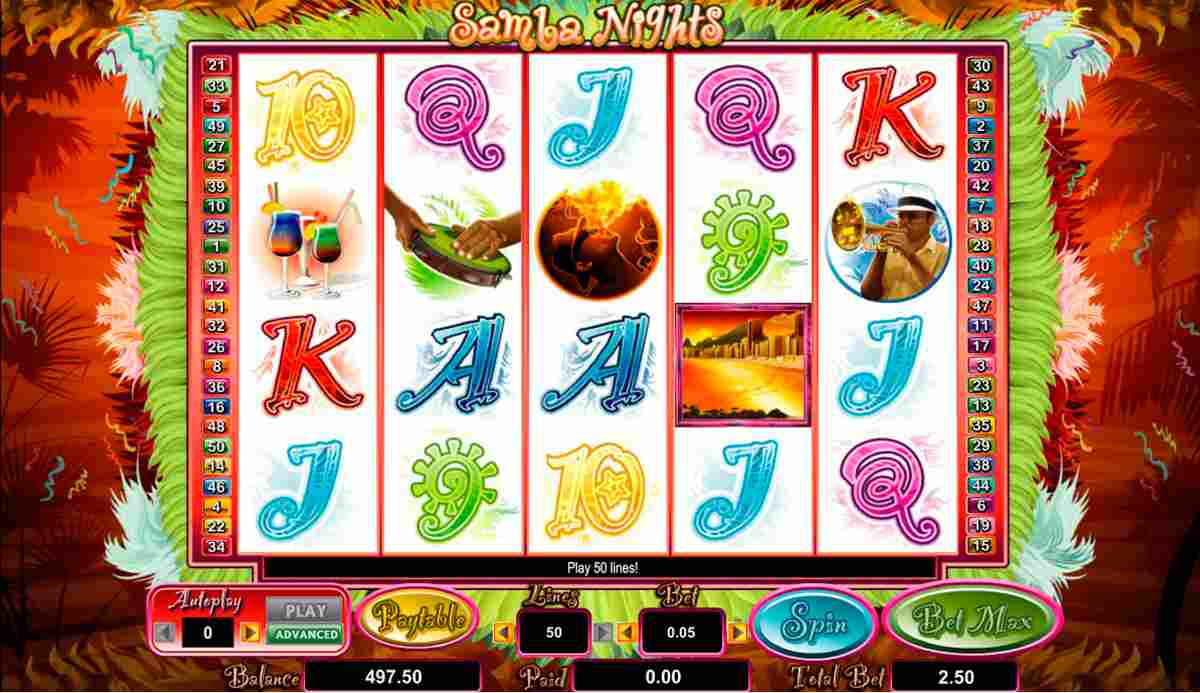 Samba Nights
21 30
33 43
5 9
49 2
27 37
45 20
39 42
10 7
25 18
1 28
31 40
12 24
41 47
32 11
26 17
8 3
36 23
16 13
48 35
50 29
14 38
46 44
4 6
22 19
34 15
10 Q J Q K
9
K A A J
J 9 10 J Q
Play 50 lines!
Autoplay Lines Bet
PLAY
0 ADVANCED Paytable 50 0.05 Spin Bet Max
Balance 497.50 Paid 0.00 Total Bet 2.50